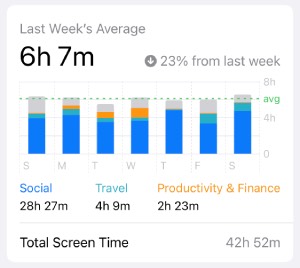 Last Week's Average
6h 7m
23% from last week
8h
avg
4h
0
S M T W T F S
Social Travel Productivity & Finance
28h 27m 4h 9m 2h 23m
Total Screen Time 42h 52m